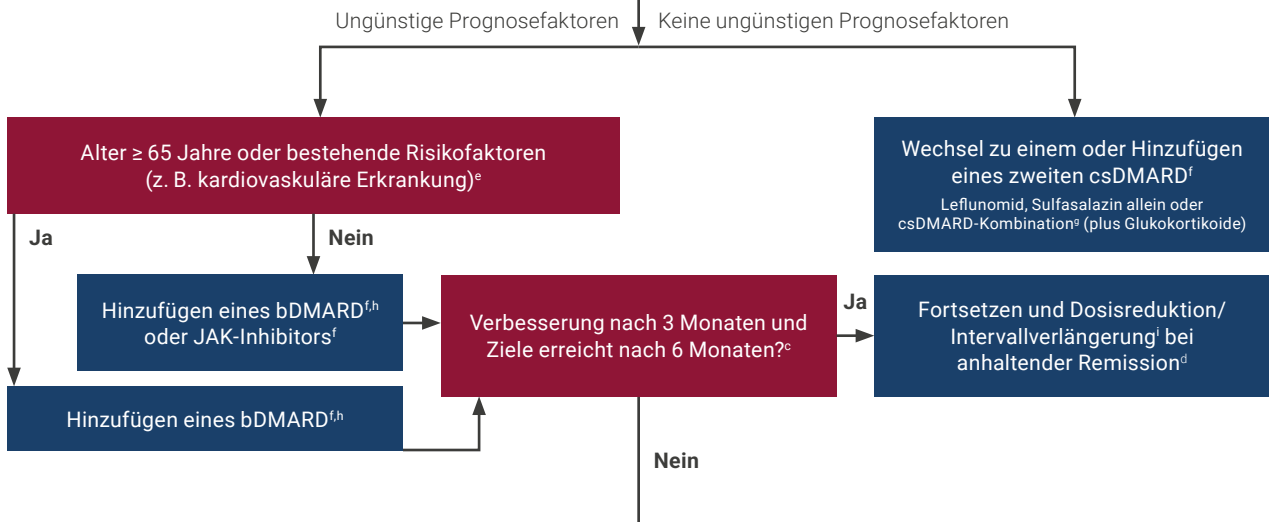 Ungünstige Prognosefaktoren
Keine ungünstigen Prognosefaktoren
Alter ≥ 65 Jahre oder bestehende Risikofaktoren
(z. B. kardiovaskuläre Erkrankung)ᵉ
Wechsel zu einem oder Hinzufügen
eines zweiten csDMARDᶠ
Leflunomid, Sulfasalazin allein oder
csDMARD-Kombinationᵍ (plus Glukokortikoide)
Ja
Nein
Hinzufügen eines bDMARDᶠ,ʰ
oder JAK-Inhibitorsᶠ
Verbesserung nach 3 Monaten und
Ziele erreicht nach 6 Monaten?ᶜ
Ja
Fortsetzen und Dosisreduktion/
Intervallverlängerungⁱ bei
anhaltender Remissionᵈ
Hinzufügen eines bDMARDᶠ,ʰ
Nein